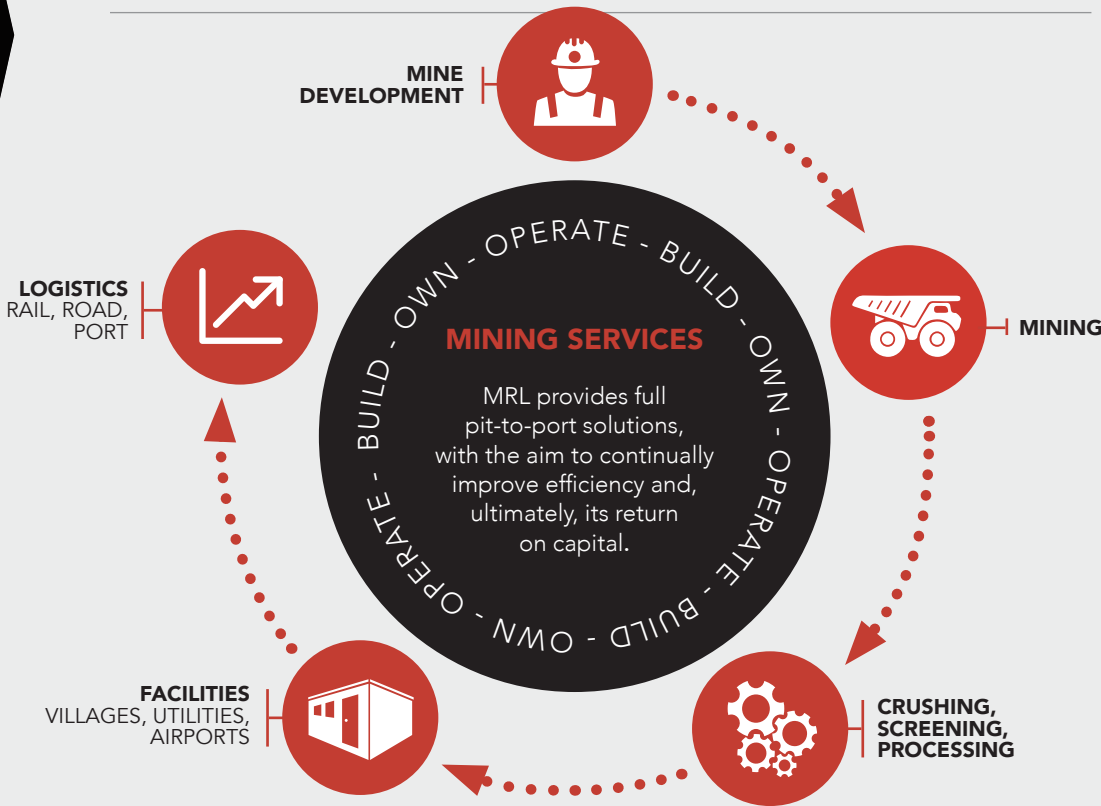 MINE
DEVELOPMENT
MINING
CRUSHING,
SCREENING,
PROCESSING
FACILITIES
VILLAGES, UTILITIES,
AIRPORTS
LOGISTICS
RAIL, ROAD,
PORT
BUILD - OWN - OPERATE - BUILD - OWN - OPERATE - BUILD - OWN - OPERATE -
MINING SERVICES
MRL provides full
pit-to-port solutions,
with the aim to continually
improve efficiency and,
ultimately, its return
on capital.